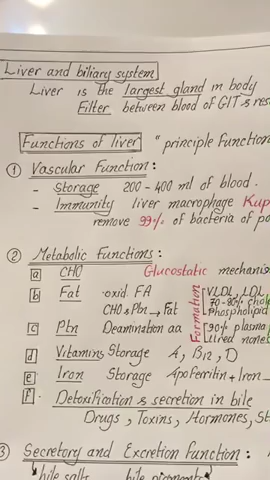 Liver and biliary system
Liver is the largest gland in body
Filter between blood of GIT & res
Functions of liver " principle function
① Vascular Function :
- Storage 200 - 400 ml of blood .
- Immunity liver macrophage Kup
remove 99% of bacteria of po
② Metabolic Functions :
a CHO Glucostatic mechanis
b Fat .oxid. FA
CHO & Ptn → Fat
Formation
VLDL, LDL
70-80% chole
Phospholipid
c Ptn Deamination aa
90% plasma
Urea
d Vitamins Storage A, B12, D
e Iron Storage Apoferritin + Iron
f Detoxification & secretion in bile
Drugs , Toxins , Hormones, St
③ Secretory and Excretion function :
bile salts bile pigments